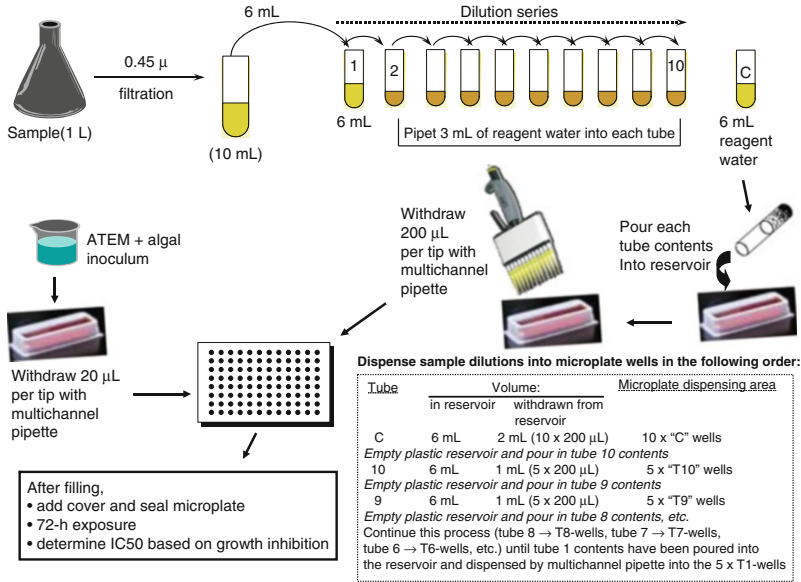 6 mL
Dilution series
0.45 µ
filtration
1
2
10
C
Sample(1 L)
(10 mL)
6 mL
Pipet 3 mL of reagent water into each tube
6 mL
reagent
water
ATEM + algal
inoculum
Withdraw
200 µL
per tip with
multichannel
pipette
Pour each
tube contents
Into reservoir
Withdraw 20 µL
per tip with
multichannel
pipette
Dispense sample dilutions into microplate wells in the following order:
Tube Volume: Microplate dispensing area
in reservoir withdrawn from
reservoir
C 6 mL 2 mL (10 x 200 µL) 10 x “C” wells
Empty plastic reservoir and pour in tube 10 contents
10 6 mL 1 mL (5 x 200 µL) 5 x “T10” wells
Empty plastic reservoir and pour in tube 9 contents
9 6 mL 1 mL (5 x 200 µL) 5 x “T9” wells
Empty plastic reservoir and pour in tube 8 contents, etc.
Continue this process (tube 8 → T8-wells, tube 7 → T7-wells,
tube 6 → T6-wells, etc.) until tube 1 contents have been poured into
the reservoir and dispensed by multichannel pipette into the 5 x T1-wells
After filling,
• add cover and seal microplate
• 72-h exposure
• determine IC50 based on growth inhibition